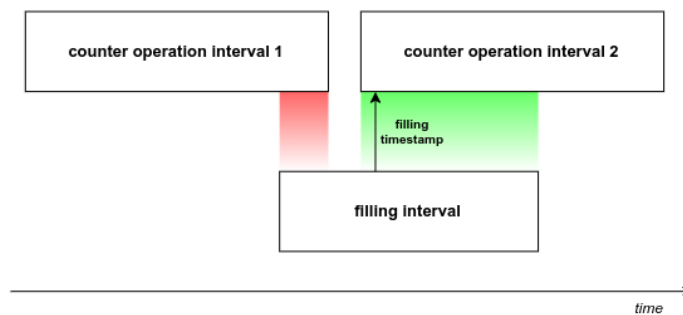 counter operation interval 1
counter operation interval 2
filling
timestamp
filling interval
time